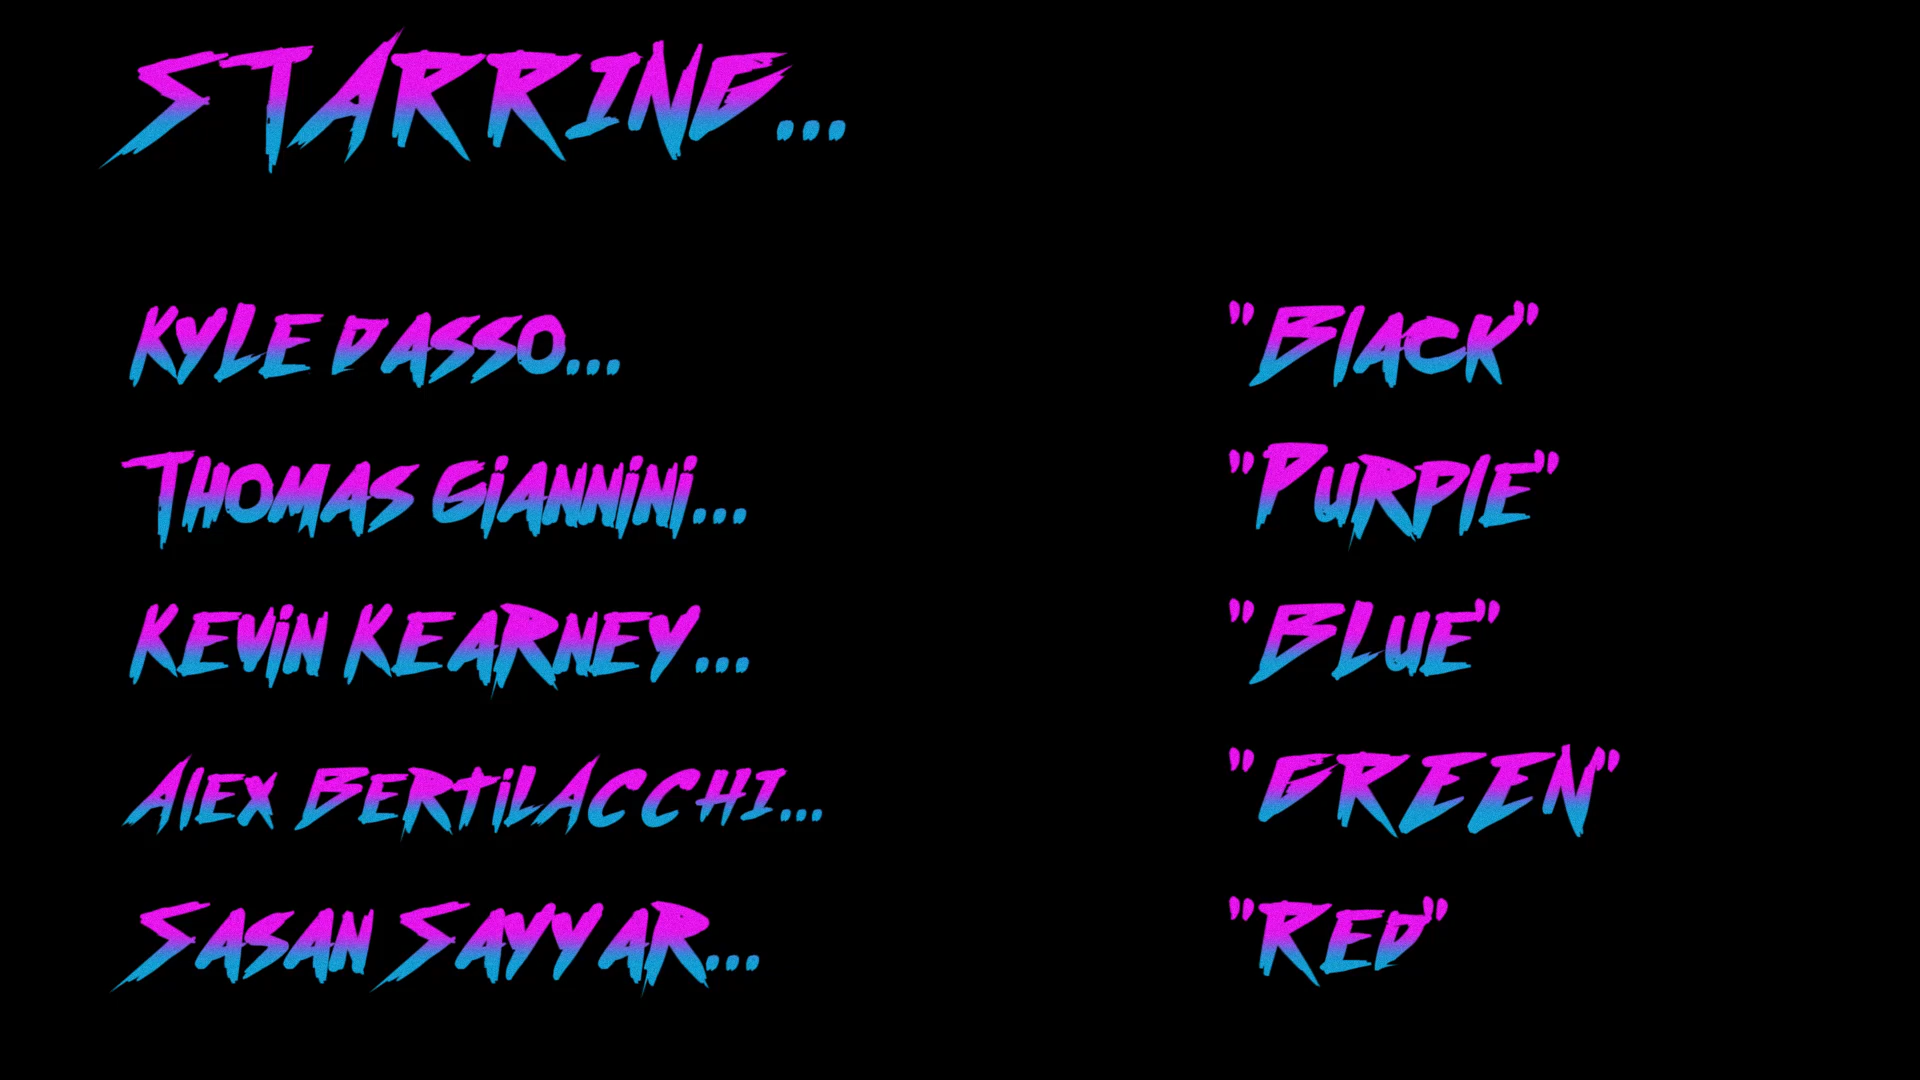 STARRING...
Kyle Dasso... "Black"
Thomas Giannini... "Purple"
Kevin Kearney... "Blue"
Alex Bertilacchi... "Green"
Sasan Sayyar... "Red"